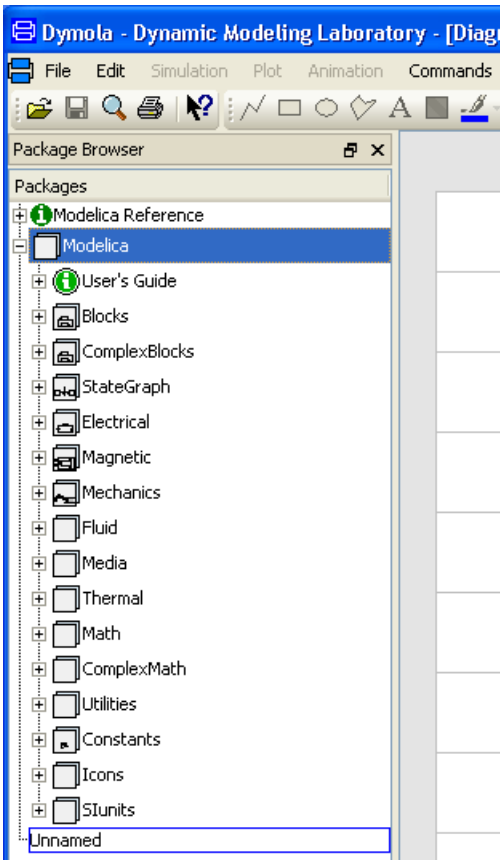 Dymola - Dynamic Modeling Laboratory - [Diagr
File Edit Simulation Plot Animation Commands
A
Package Browser
Packages
Modelica Reference
Modelica
User's Guide
Blocks
ComplexBlocks
StateGraph
Electrical
Magnetic
Mechanics
Fluid
Media
Thermal
Math
ComplexMath
Utilities
Constants
Icons
SIunits
Unnamed